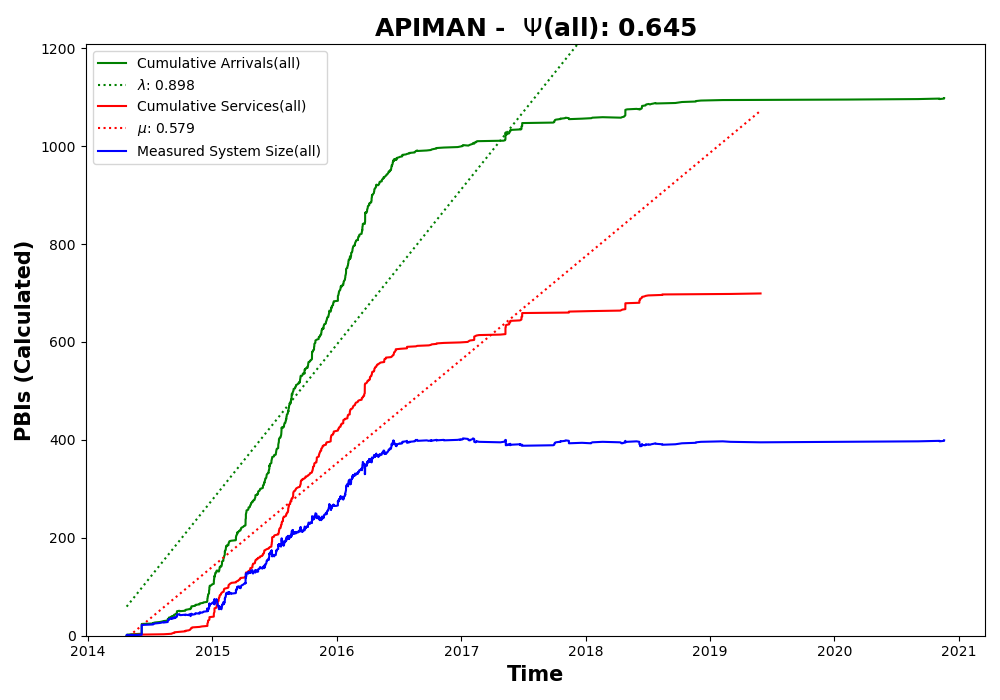 APIMAN - Ψ(all): 0.645
Cumulative Arrivals(all)
λ: 0.898
Cumulative Services(all)
μ: 0.579
Measured System Size(all)
PBIs (Calculated)
1200
1000
800
600
400
200
0
2014 2015 2016 2017 2018 2019 2020 2021
Time